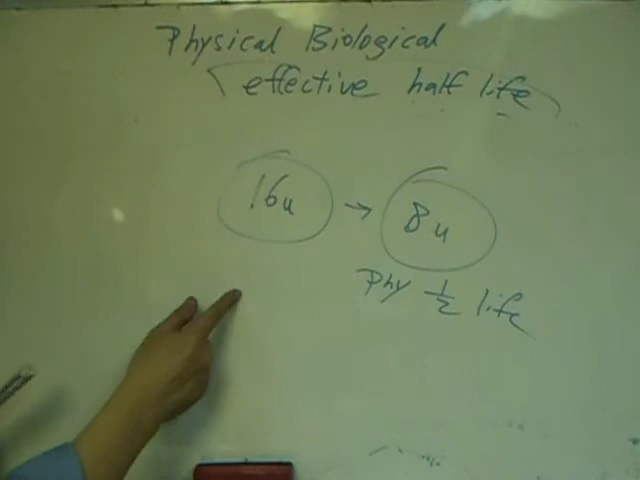 Physical Biological
effective half life
16u → 8u
Phy 1/2 life